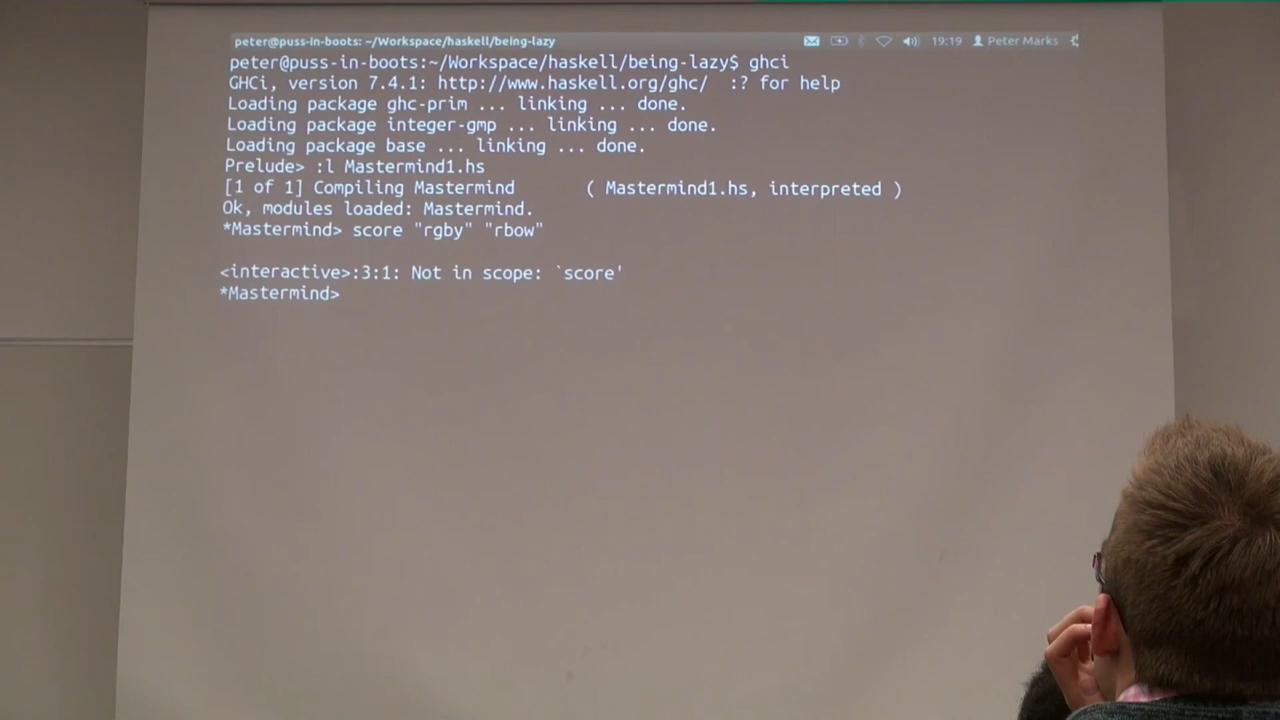 peter@puss-in-boots: ~/Workspace/haskell/being-lazy 19:19 Peter Marks
peter@puss-in-boots:~/Workspace/haskell/being-lazy$ ghci
GHCi, version 7.4.1: http://www.haskell.org/ghc/  :? for help
Loading package ghc-prim ... linking ... done.
Loading package integer-gmp ... linking ... done.
Loading package base ... linking ... done.
Prelude> :l Mastermind1.hs
[1 of 1] Compiling Mastermind       ( Mastermind1.hs, interpreted )
Ok, modules loaded: Mastermind.
*Mastermind> score "rgby" "rbow"
<interactive>:3:1: Not in scope: `score'
*Mastermind>